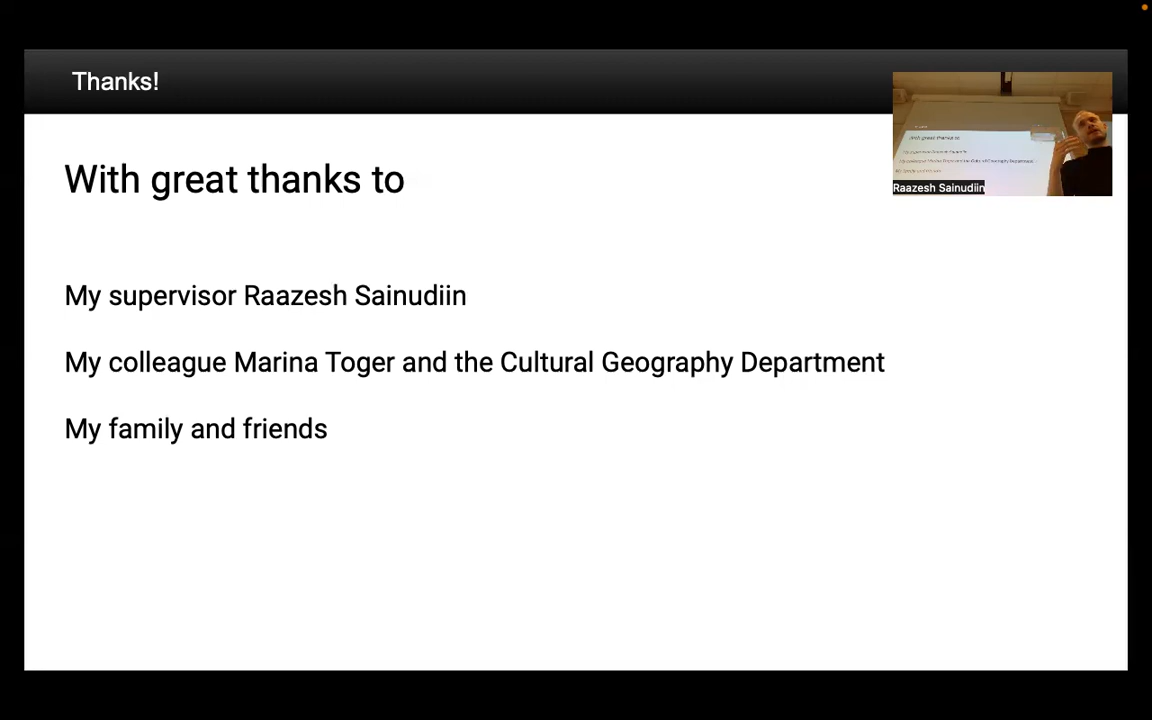 Thanks!
With great thanks to
Raazesh Sainudiin
My supervisor Raazesh Sainudiin
My colleague Marina Toger and the Cultural Geography Department
My family and friends